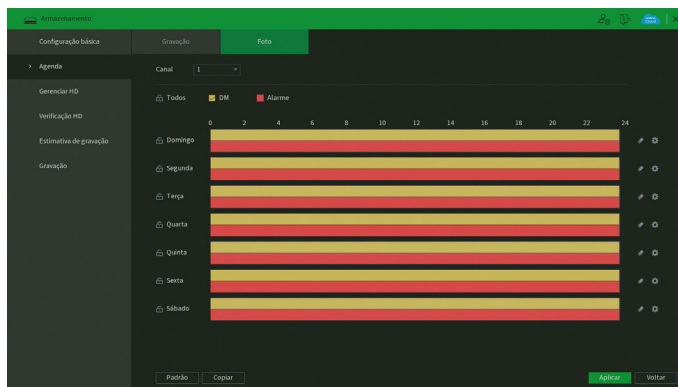 Armazenamento
Configuração básica
Gravação
Foto
Agenda
Canal 1
Gerenciar HD
Todos DM Alarme
Verificação HD
0 2 4 6 8 10 12 14 16 18 20 22 24
Estimativa de gravação
Domingo
Gravação
Segunda
Terça
Quarta
Quinta
Sexta
Sábado
Padrão Copiar Aplicar Voltar